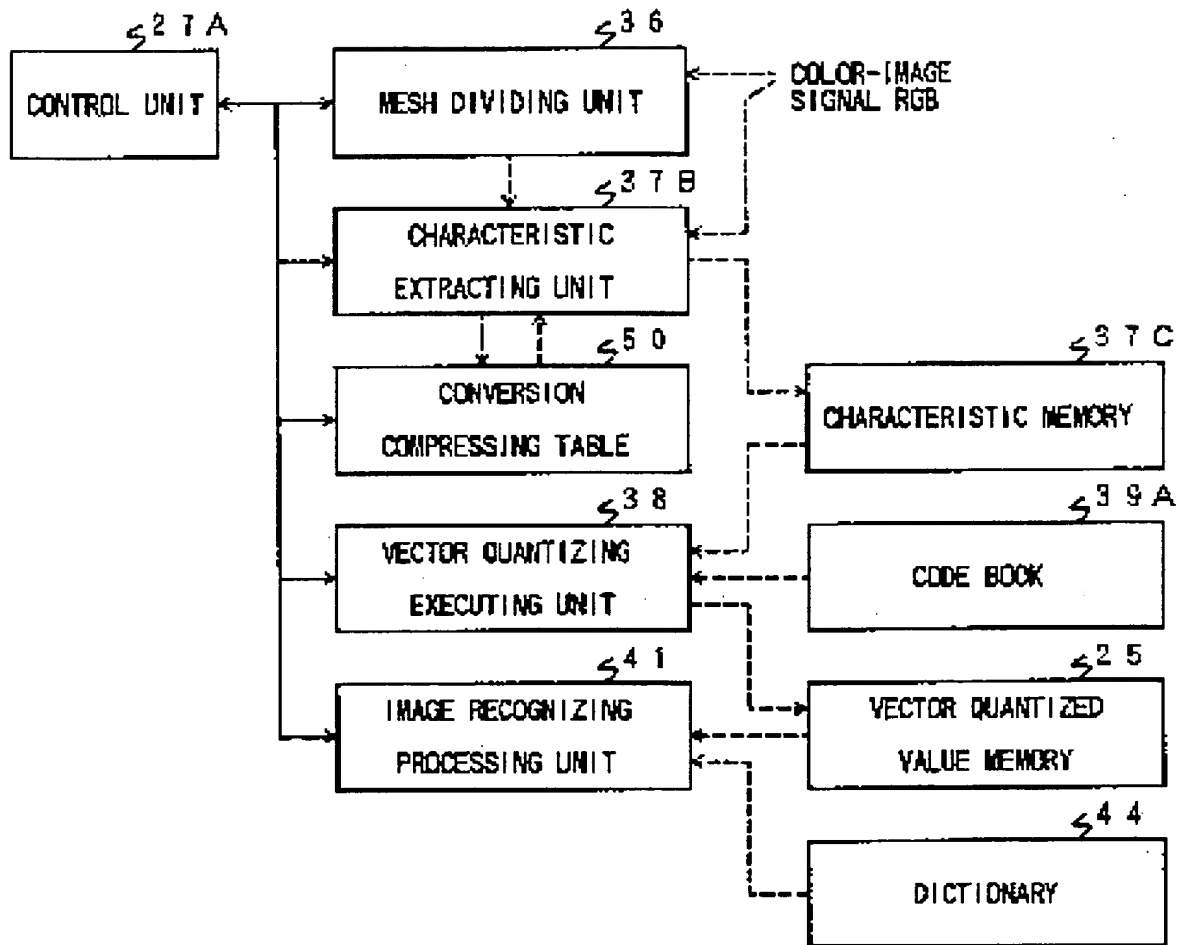 27A
CONTROL UNIT
36
MESH DIVIDING UNIT
COLOR-IMAGE
SIGNAL RGB
37B
CHARACTERISTIC
EXTRACTING UNIT
50
CONVERSION
COMPRESSING TABLE
37C
CHARACTERISTIC MEMORY
38
VECTOR QUANTIZING
EXECUTING UNIT
39A
CODE BOOK
41
IMAGE RECOGNIZING
PROCESSING UNIT
25
VECTOR QUANTIZED
VALUE MEMORY
44
DICTIONARY